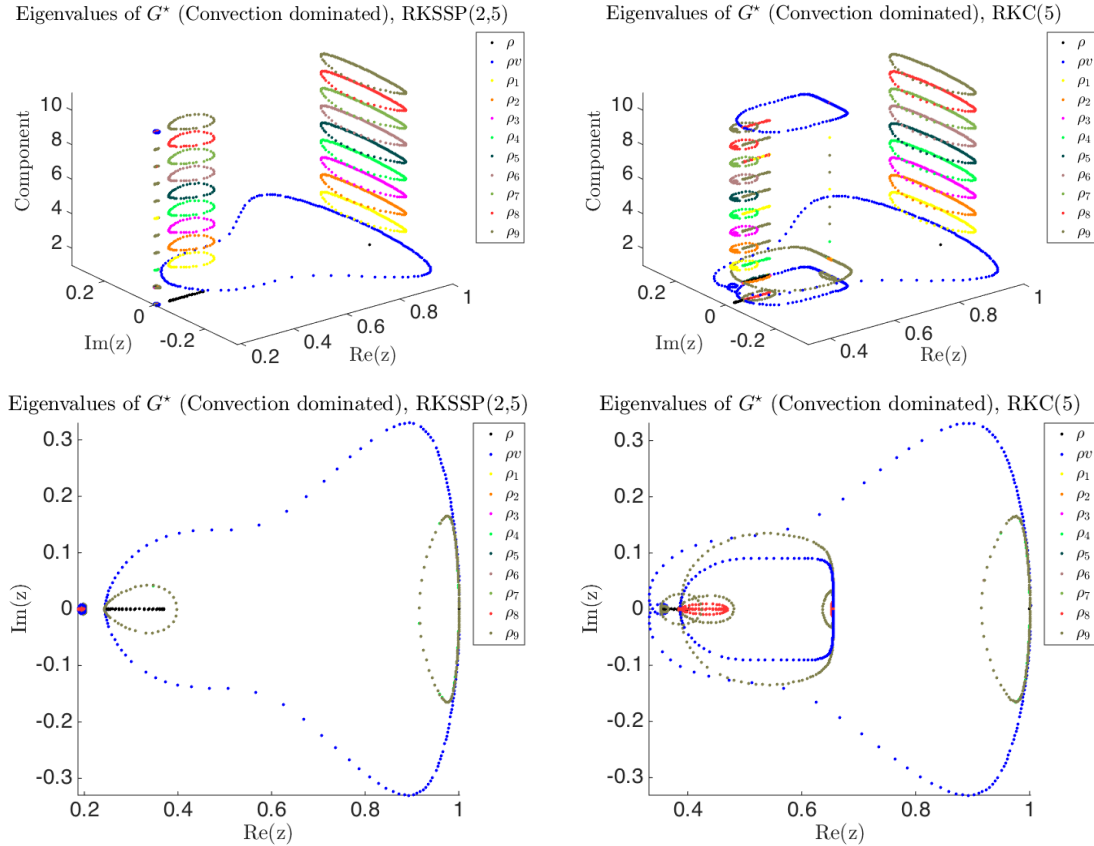 Eigenvalues of G⋆ (Convection dominated), RKSSP(2,5)
ρ
ρv
ρ1
ρ2
ρ3
ρ4
ρ5
ρ6
ρ7
ρ8
ρ9
Component
10
8
6
4
2
0.2
0
-0.2
Im(z)
0.2
0.4
0.6
0.8
1
Re(z)
Eigenvalues of G⋆ (Convection dominated), RKC(5)
ρ
ρv
ρ1
ρ2
ρ3
ρ4
ρ5
ρ6
ρ7
ρ8
ρ9
Component
10
8
6
4
2
0.2
0
-0.2
Im(z)
0.4
0.6
0.8
1
Re(z)
Eigenvalues of G⋆ (Convection dominated), RKSSP(2,5)
ρ
ρv
ρ1
ρ2
ρ3
ρ4
ρ5
ρ6
ρ7
ρ8
ρ9
Im(z)
0.3
0.2
0.1
0
-0.1
-0.2
-0.3
0.2
0.4
0.6
0.8
1
Re(z)
Eigenvalues of G⋆ (Convection dominated), RKC(5)
ρ
ρv
ρ1
ρ2
ρ3
ρ4
ρ5
ρ6
ρ7
ρ8
ρ9
Im(z)
0.3
0.2
0.1
0
-0.1
-0.2
-0.3
0.4
0.6
0.8
1
Re(z)